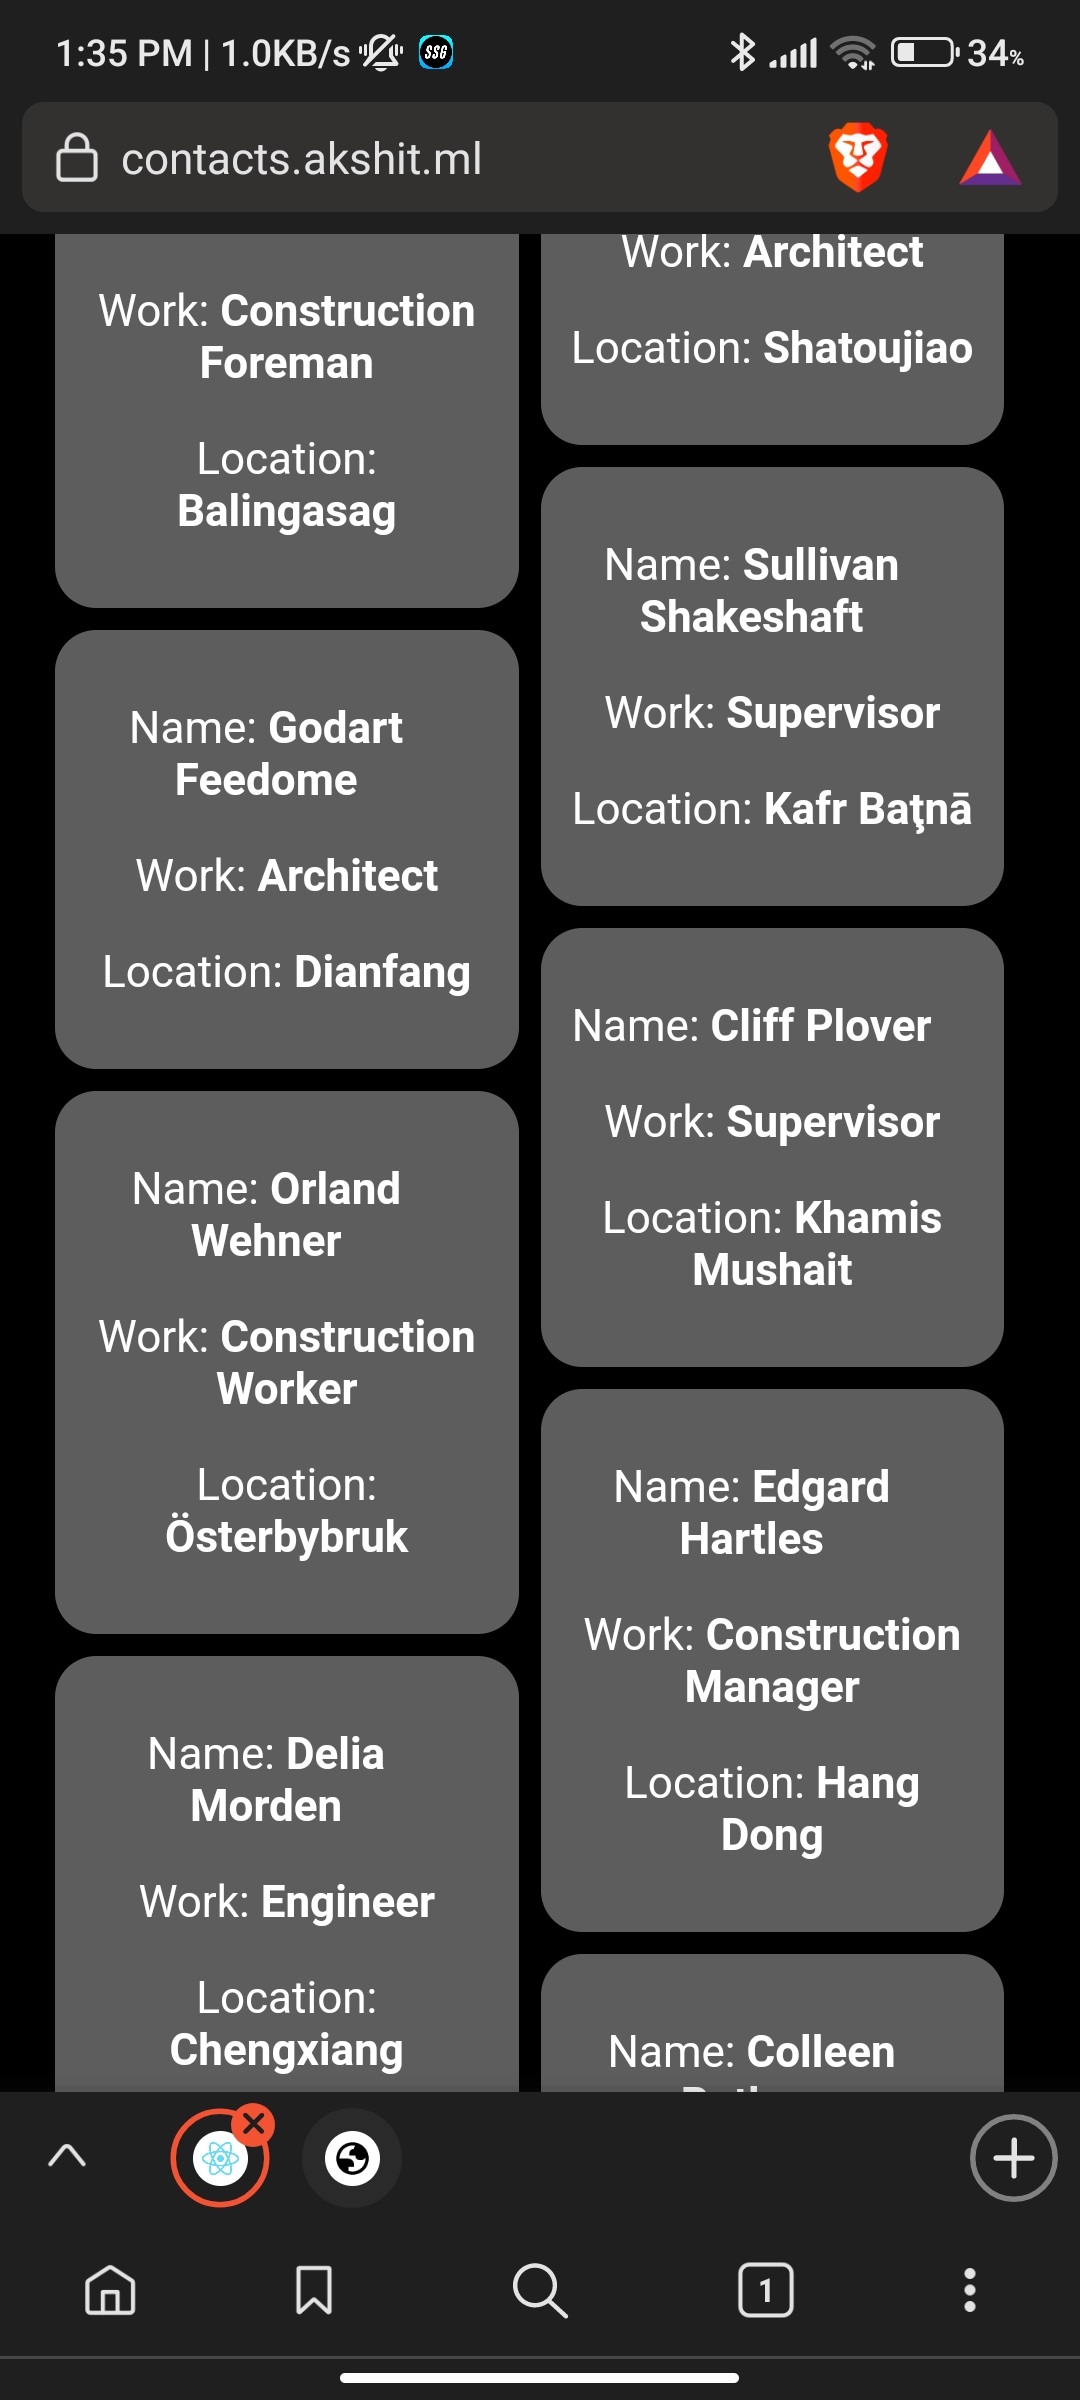 1:35 PM | 1.0KB/s
SSG
34%
contacts.akshit.ml
Work: Construction
Foreman
Location:
Balingasag
Name: Godart
Feedome
Work: Architect
Location: Dianfang
Name: Orland
Wehner
Work: Construction
Worker
Location:
Österbybruk
Name: Delia
Morden
Work: Engineer
Location:
Chengxiang
Work: Architect
Location: Shatoujiao
Name: Sullivan
Shakeshaft
Work: Supervisor
Location: Kafr Baţnā
Name: Cliff Plover
Work: Supervisor
Location: Khamis
Mushait
Name: Edgard
Hartles
Work: Construction
Manager
Location: Hang
Dong
Name: Colleen
1